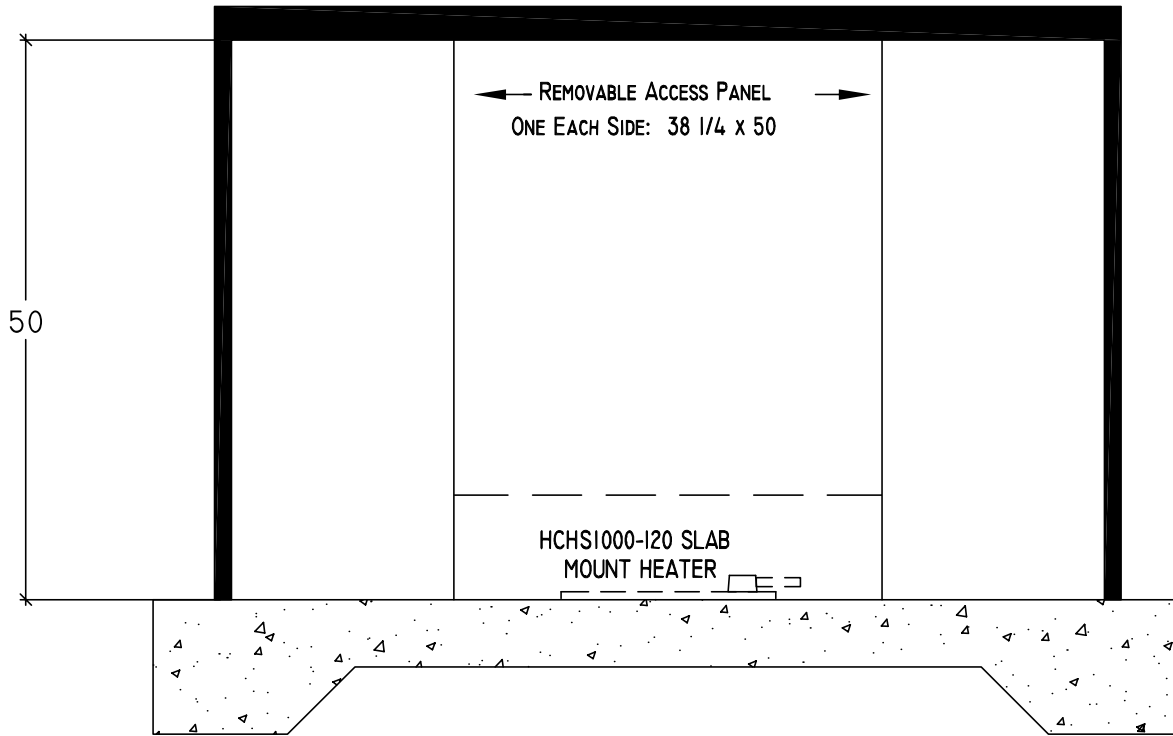 REMOVABLE ACCESS PANEL
ONE EACH SIDE: 38 1/4 X 50
50
HCHS1000-120 SLAB
MOUNT HEATER